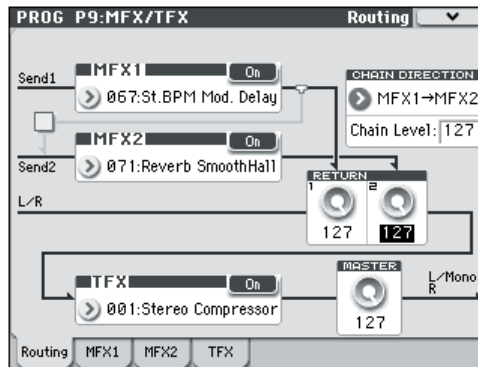 PROG P9:MFX/TFX Routing
Send1
MFX1 On
067:St.BPM Mod. Delay
CHAIN DIRECTION
MFX1→MFX2
Chain Level: 127
MFX2 On
071:Reverb SmoothHall
Send2
L/R
RETURN
1 2
127 127
TFX On
001:Stereo Compressor
MASTER
127
L/Mono
R
Routing MFX1 MFX2 TFX